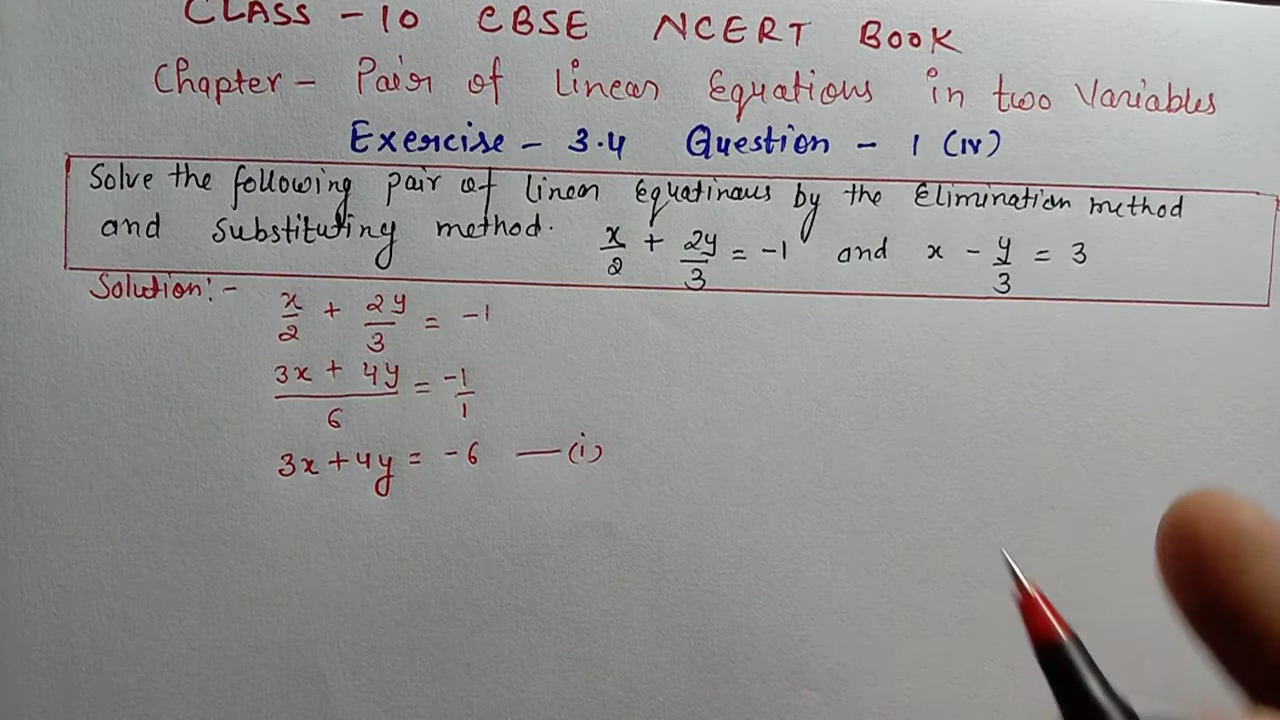 CLASS - 10 CBSE NCERT BOOK
Chapter - Pair of Linear Equations in two Variables
Exercise - 3.4 Question - 1 (iv)
Solve the following pair of linear Equatinous by the Elimination method
and substituting method. x/2 + 2y/3 = -1 and x - y/3 = 3
Solution:- x/2 + 2y/3 = -1
3x + 4y/6 = -1/1
3x + 4y = -6 —(i)